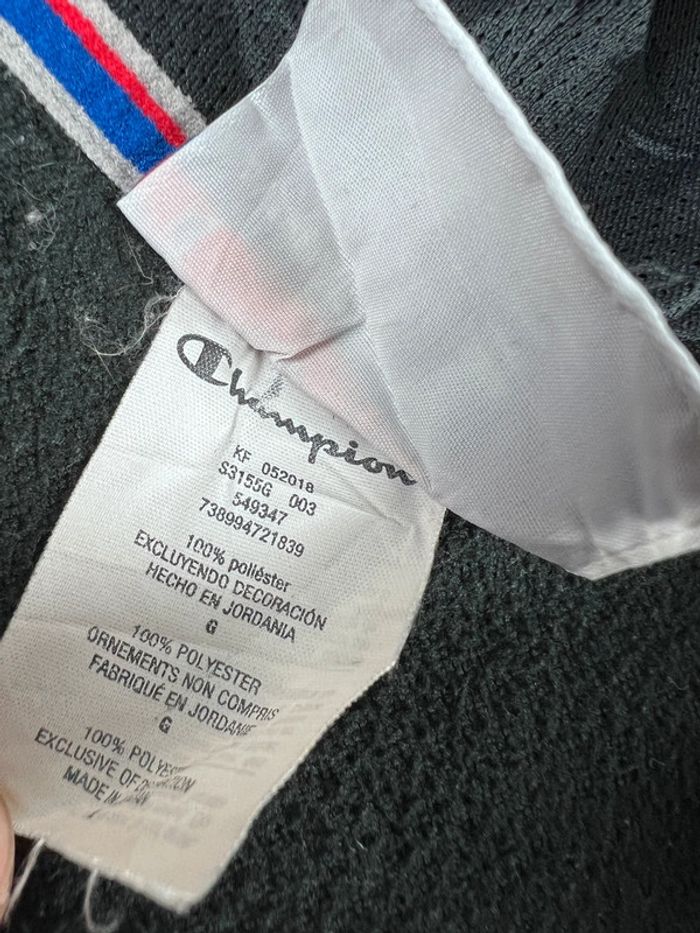 Champion
KF 052018
S3155G 003
549347
738994721839
100% poliéster
EXCLUYENDO DECORACIÓN
HECHO EN JORDANIA
G
100% POLYESTER
ORNEMENTS NON COMPRIS
FABRIQUÉ EN JORDANIE
G
100%
EXCLUSIVE OF
MADE IN